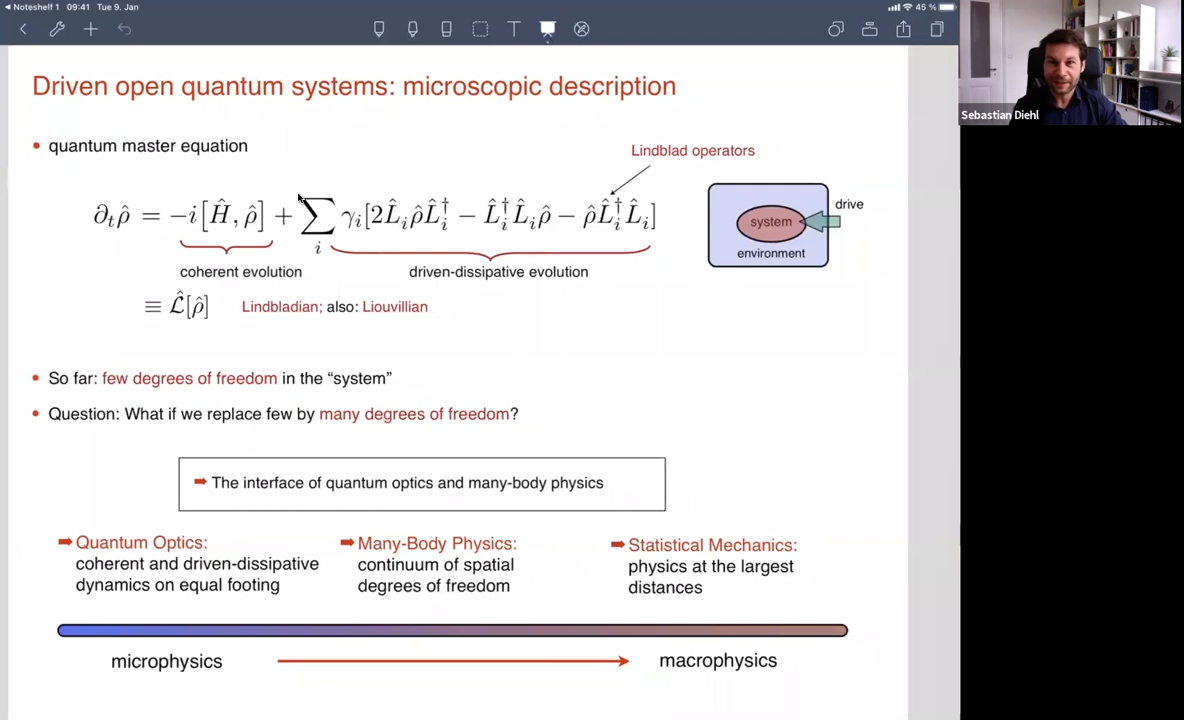 Noteshelf 1 09:41 Tue 9. Jan 45 %
Driven open quantum systems: microscopic description
Sebastian Diehl
• quantum master equation
Lindblad operators
∂_t ρ̂ = −i[Ĥ, ρ̂] + ∑_i γ_i[2L̂_i ρ̂ L̂_i^† − L̂_i^† L̂_i ρ̂ − ρ̂ L̂_i^† L̂_i]
drive
system
environment
coherent evolution
driven-dissipative evolution
≡ ℒ̂[ρ̂] Lindbladian; also: Liouvillian
• So far: few degrees of freedom in the “system”
• Question: What if we replace few by many degrees of freedom?
➡ The interface of quantum optics and many-body physics
➡ Quantum Optics:
coherent and driven-dissipative
dynamics on equal footing
➡ Many-Body Physics:
continuum of spatial
degrees of freedom
➡ Statistical Mechanics:
physics at the largest
distances
microphysics
macrophysics